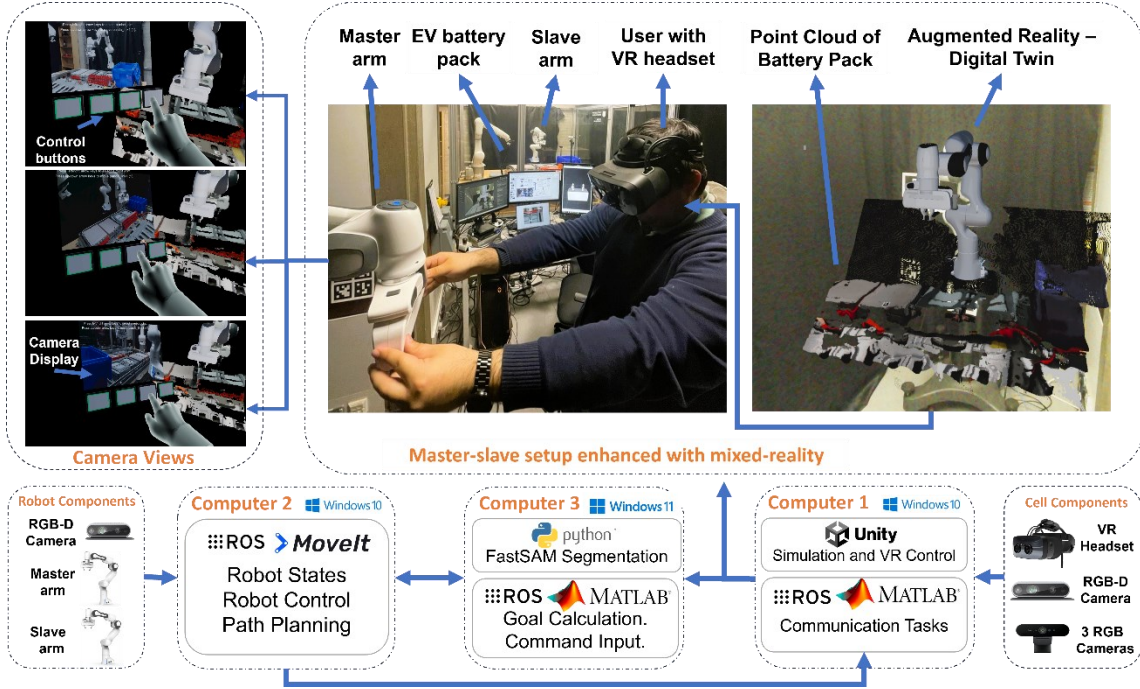 Control
buttons
Camera
Display
Camera Views
Master
arm
EV battery
pack
Slave
arm
User with
VR headset
Point Cloud of
Battery Pack
Augmented Reality –
Digital Twin
Master-slave setup enhanced with mixed-reality
Robot Components
RGB-D
Camera
Master
arm
Slave
arm
Computer 2 Windows10
ROS MoveIt
Robot States
Robot Control
Path Planning
Computer 3 Windows11
python
FastSAM Segmentation
ROS MATLAB
Goal Calculation.
Command Input.
Computer 1 Windows10
Unity
Simulation and VR Control
ROS MATLAB
Communication Tasks
Cell Components
VR
Headset
RGB-D
Camera
3 RGB
Cameras